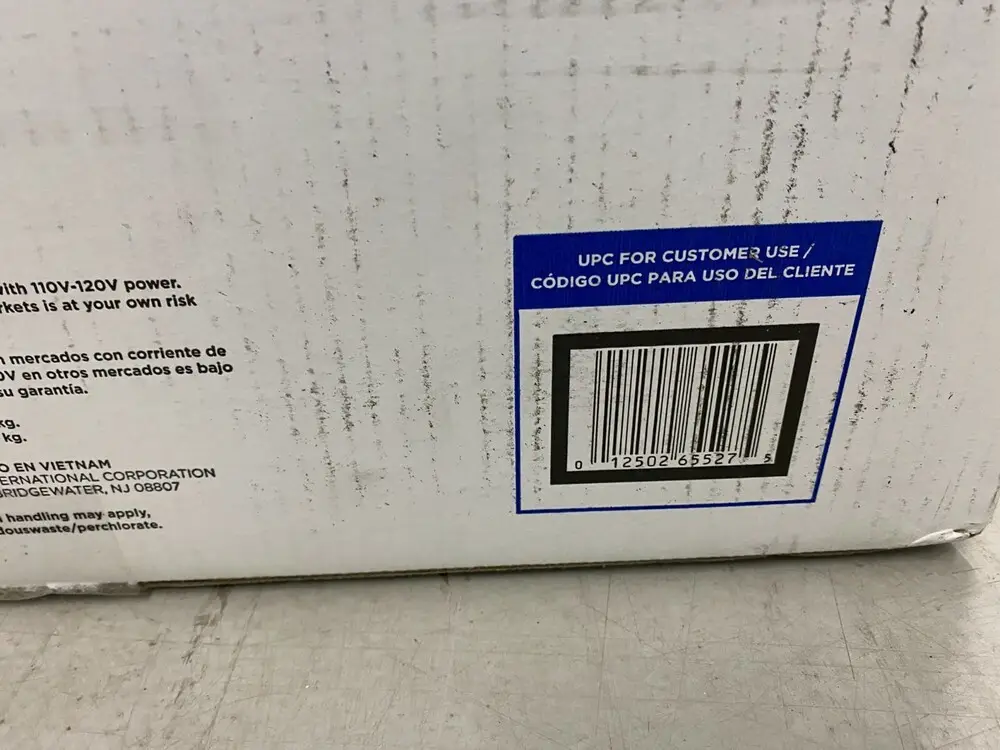 with 110V-120V power.
rkets is at your own risk
n mercados con corriente de
0V en otros mercados es bajo
su garantía.
kg.
kg.
O EN VIETNAM
ERNATIONAL CORPORATION
BRIDGEWATER, NJ 08807
handling may apply,
douswaste/perchlorate.
UPC FOR CUSTOMER USE /
CÓDIGO UPC PARA USO DEL CLIENTE
0 12502 65527 5